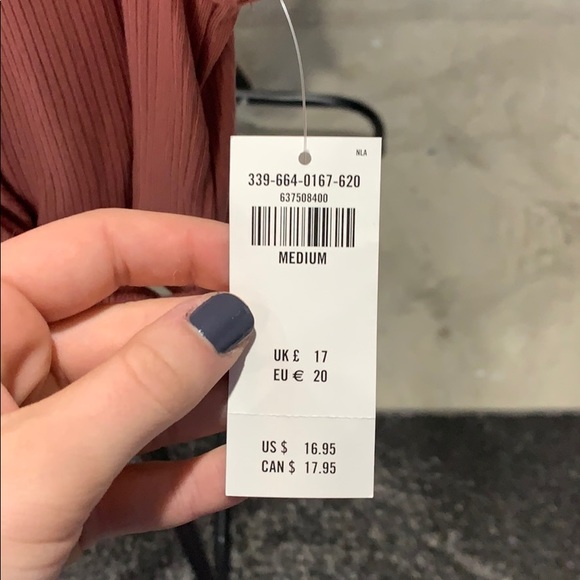 NLA
339-664-0167-620
637508400
MEDIUM
UK £ 17
EU € 20
US $ 16.95
CAN $ 17.95